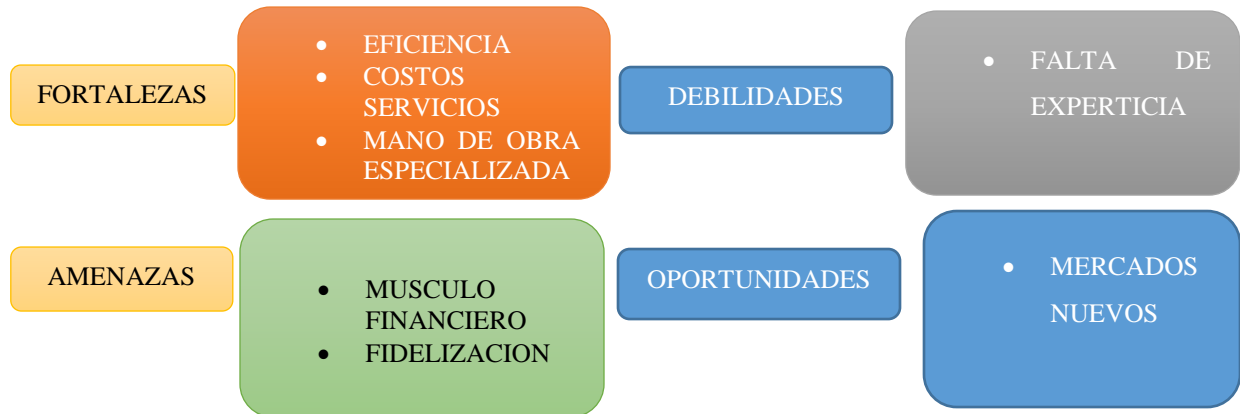 FORTALEZAS
• EFICIENCIA
• COSTOS
SERVICIOS
• MANO DE OBRA
ESPECIALIZADA
DEBILIDADES
• FALTA DE
EXPERTICIA
AMENAZAS
• MUSCULO
FINANCIERO
• FIDELIZACION
OPORTUNIDADES
• MERCADOS
NUEVOS